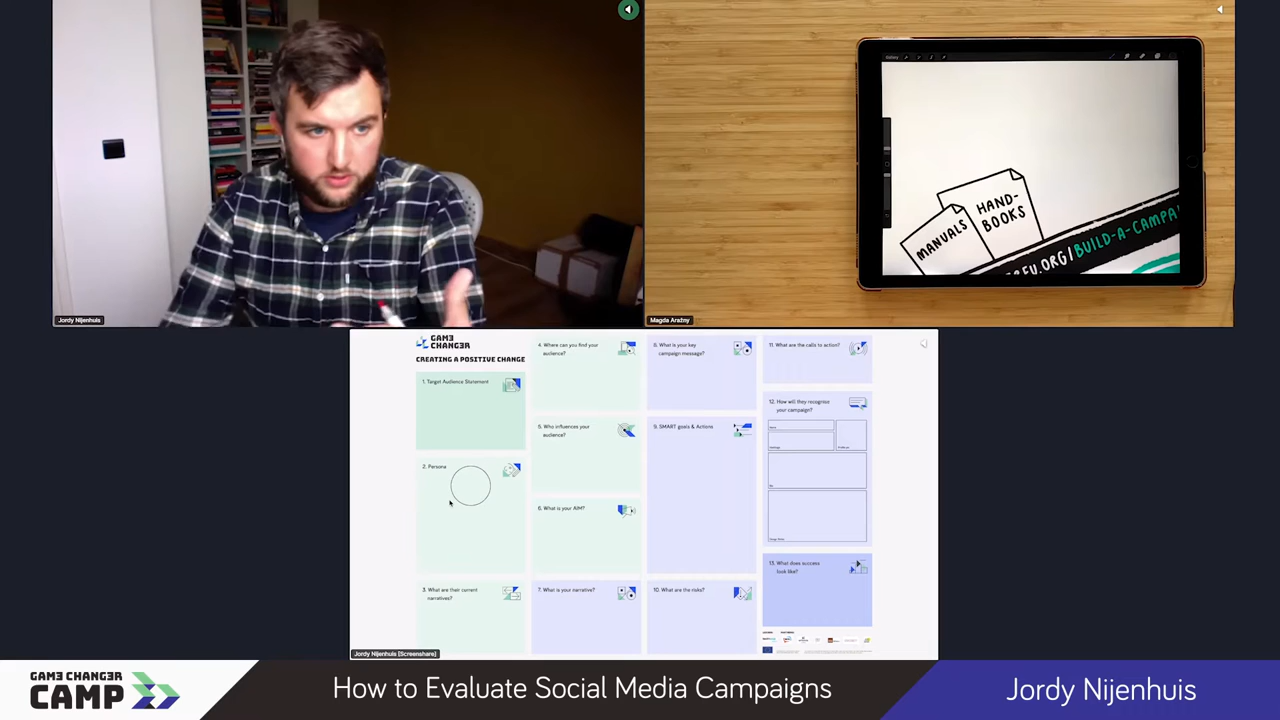 Jordy Nijenhuis
Gallery
MANUALS
HAND-
BOOKS
EU.ORG/BUILD-A-CAMPA
Magda Arażny
GAM3
CHANG3R
CREATING A POSITIVE CHANGE
1. Target Audience Statement
2. Persona
3. What are their current
narratives?
4. Where can you find your
audience?
5. Who influences your
audience?
6. What is your AIM?
7. What is your narrative?
8. What is your key
campaign message?
9. SMART goals & Actions
10. What are the risks?
11. What are the calls to action?
12. How will they recognise
your campaign?
Name
13. What does success
look like?
Jordy Nijenhuis [Screenshare]
GAM3 CHANG3R
CAMP
How to Evaluate Social Media Campaigns
Jordy Nijenhuis